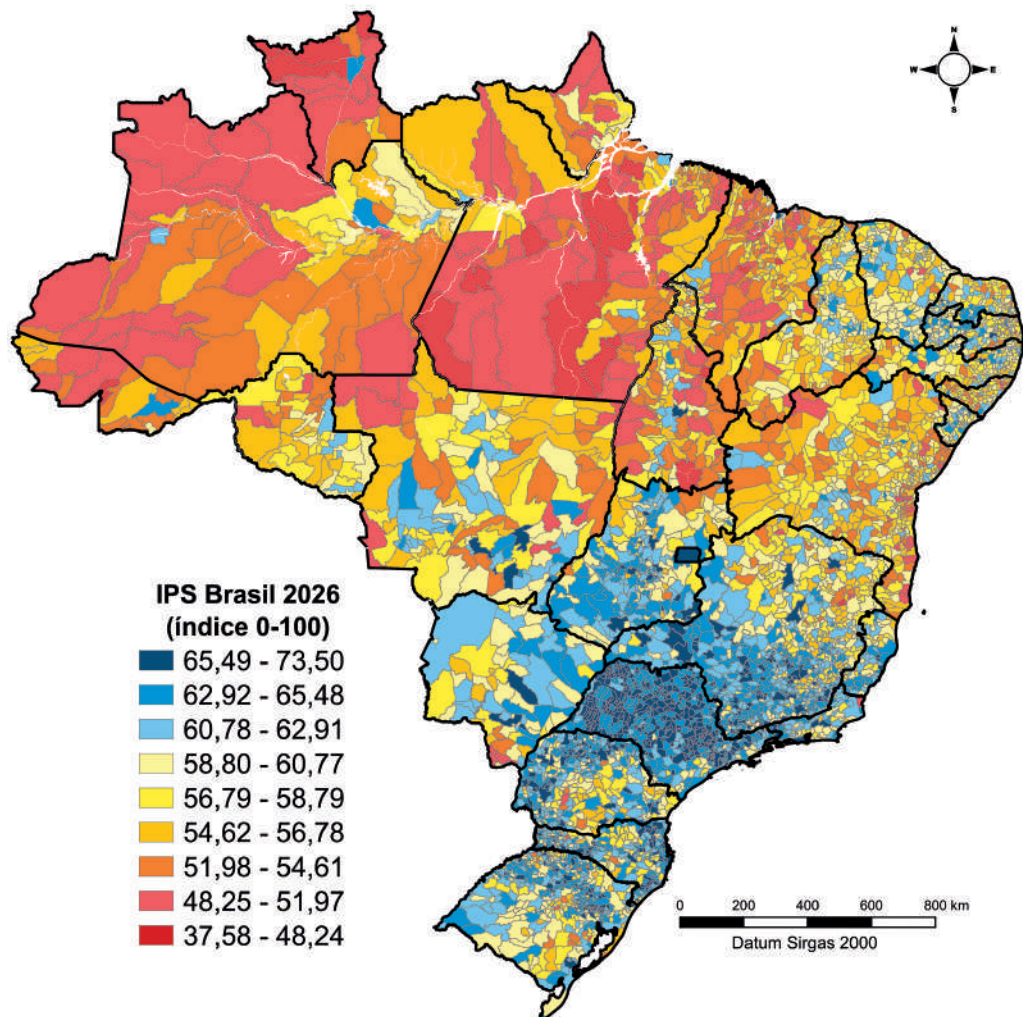 N
W E
S
IPS Brasil 2026
(índice 0-100)
65,49 - 73,50
62,92 - 65,48
60,78 - 62,91
58,80 - 60,77
56,79 - 58,79
54,62 - 56,78
51,98 - 54,61
48,25 - 51,97
37,58 - 48,24
0 200 400 600 800 km
Datum Sirgas 2000